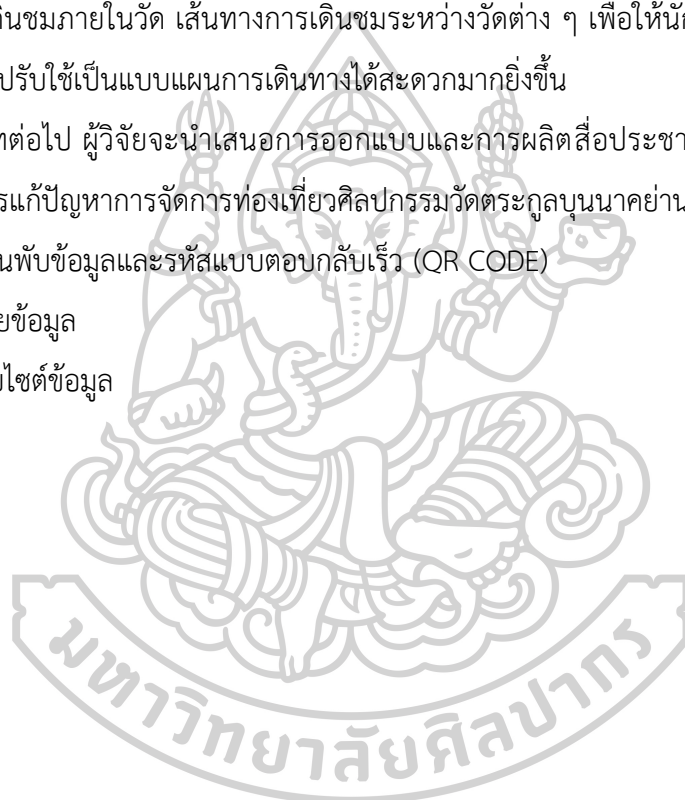 ดินชมภายในวัด เส้นทางการเดินชมระหว่างวัดต่าง ๆ เพื่อให้นัก
ปรับใช้เป็นแบบแผนการเดินทางได้สะดวกมากยิ่งขึ้น
ทต่อไป ผู้วิจัยจะนำเสนอการออกแบบและการผลิตสื่อประชา
รแก้ปัญหาการจัดการท่องเที่ยวศิลปกรรมวัดตระกูลบุนนาคย่าน
นพับข้อมูลและรหัสแบบตอบกลับเร็ว (QR CODE)
ยข้อมูล
ปไซต์ข้อมูล
มหาวิทยาลัยศิลปากร